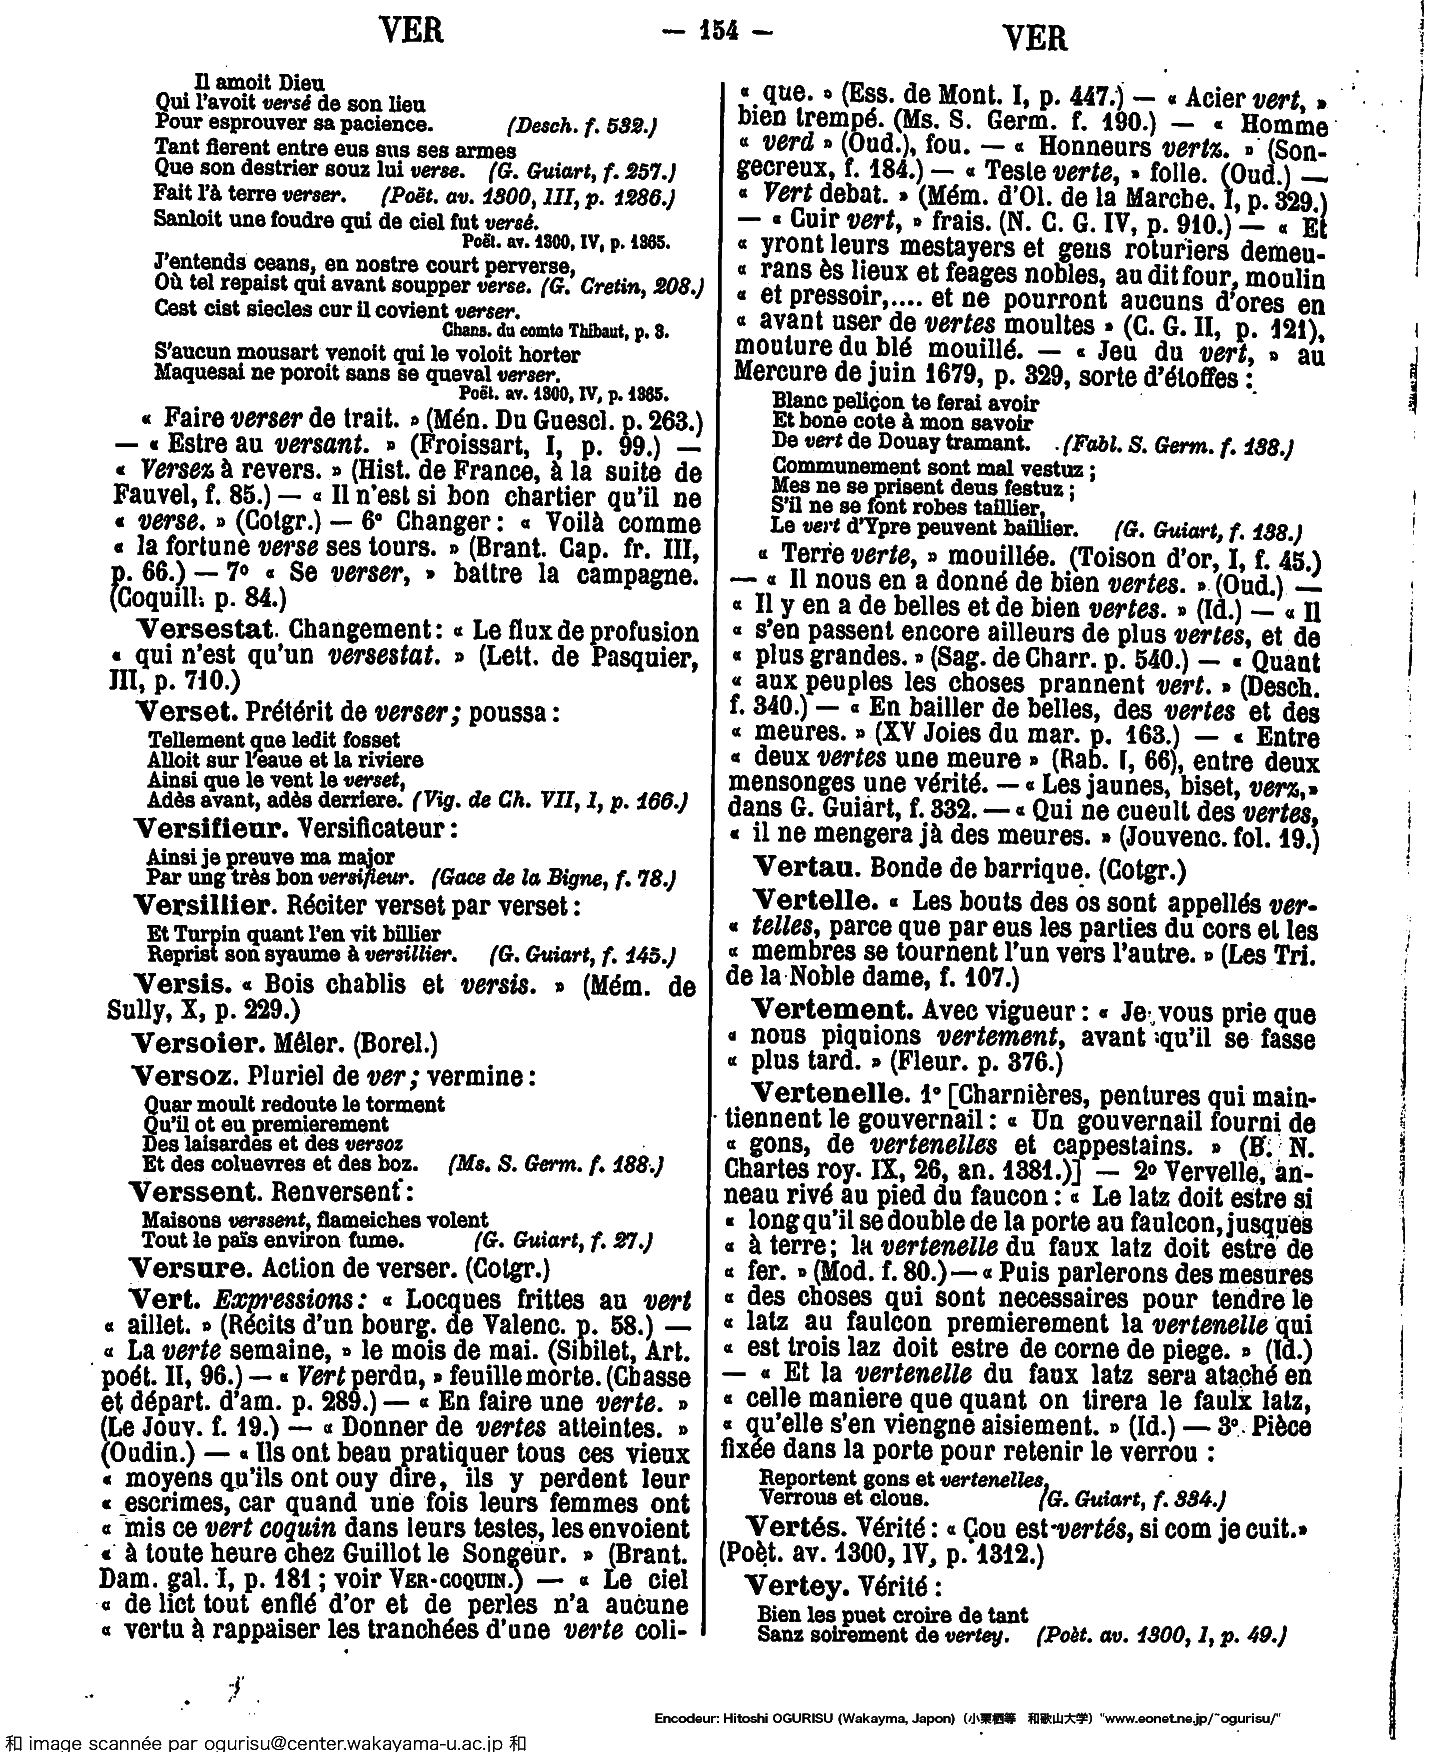 VER
— 154 —
VER
Il amoit Dieu
Qui l'avoit versé de son lieu
Pour esprouver sa pacience. (Desch. f. 532.)
Tant fierent entre eus sus ses armes
Que son destrier souz lui verse. (G. Guiart, f. 257.)
Fait l'à terre verser. (Poët. av. 1300, III, p. 1286.)
Sanloit une foudre qui de ciel fut versé.
Poët. av. 1300, IV, p. 1365.
J'entends ceans, en nostre court perverse,
Où tel repaist qui avant soupper verse. (G. Cretin, 208.)
Cest cist siecles cur il covient verser.
Chans. du comte Thibaut, p. 3.
S'aucun mousart venoit qui le voloit horter
Maquesai ne poroit sans se queval verser.
Poët. av. 1300, IV, p. 1365.
« Faire verser de trait. » (Mén. Du Guescl. p. 263.)
— « Estre au versant. » (Froissart, I, p. 99.) —
« Versez à revers. » (Hist. de France, à la suite de
Fauvel, f. 85.) — « Il n'est si bon chartier qu'il ne
« verse. » (Cotgr.) — 6° Changer : « Voilà comme
« la fortune verse ses tours. » (Brant. Cap. fr. III,
p. 66.) — 7° « Se verser, » battre la campagne.
(Coquill. p. 84.)
Versestat. Changement : « Le flux de profusion
« qui n'est qu'un versestat. » (Lett. de Pasquier,
III, p. 710.)
Verset. Prétérit de verser ; poussa :
Tellement que ledit fosset
Alloit sur l'eaue et la riviere
Ainsi que le vent le verset,
Adès avant, adès derriere. (Vig. de Ch. VII, I, p. 166.)
Versifieur. Versificateur :
Ainsi je preuve ma major
Par ung très bon versifieur. (Gace de la Bigne, f. 78.)
Versillier. Réciter verset par verset :
Et Turpin quant l'en vit billier
Reprist son syaume à versillier. (G. Guiart, f. 145.)
Versis. « Bois chablis et versis. » (Mém. de
Sully, X, p. 229.)
Versoier. Mêler. (Borel.)
Versoz. Pluriel de ver ; vermine :
Quar moult redoute le torment
Qu'il ot eu premierement
Des laisardes et des versoz
Et des coluevres et des boz. (Ms. S. Germ. f. 188.)
Verssent. Renversent :
Maisons verssent, flameiches volent
Tout le païs environ fume. (G. Guiart, f. 27.)
Versure. Action de verser. (Cotgr.)
Vert. Expressions : « Locques frittes au vert
« aillet. » (Récits d'un bourg. de Valenc. p. 58.) —
« La verte semaine, » le mois de mai. (Sibilet, Art.
poét. II, 96.) — « Vert perdu, » feuille morte. (Chasse
et départ. d'am. p. 289.) — « En faire une verte. »
(Le Jouv. f. 19.) — « Donner de vertes atteintes. »
(Oudin.) — « Ils ont beau pratiquer tous ces vieux
« moyens qu'ils ont ouy dire, ils y perdent leur
« escrimes, car quand une fois leurs femmes ont
« mis ce vert coquin dans leurs testes, les envoient
« à toute heure chez Guillot le Songeur. » (Brant.
Dam. gal. I, p. 181 ; voir VER-COQUIN.) — « Le ciel
« de lict tout enflé d'or et de perles n'a aucune
« vertu à rappaiser les tranchées d'une verte coli-
« que. » (Ess. de Mont. I, p. 447.) — « Acier vert, »
bien trempé. (Ms. S. Germ. f. 190.) — « Homme
« verd » (Oud.), fou. — « Honneurs vertz. » (Son-
gecreux, f. 184.) — « Teste verte, » folle. (Oud.) —
« Vert debat. » (Mém. d'Ol. de la Marche. I, p. 329.)
— « Cuir vert, » frais. (N. C. G. IV, p. 910.) — « Et
« yront leurs mestayers et gens roturiers demeu-
« rans ès lieux et feages nobles, au dit four, moulin
« et pressoir,.... et ne pourront aucuns d'ores en
« avant user de vertes moultes » (C. G. II, p. 121),
mouture du blé mouillé. — « Jeu du vert, » au
Mercure de juin 1679, p. 329, sorte d'étoffes :
Blanc peliçon te ferai avoir
Et bone cote à mon savoir
De vert de Douay tramant. (Fabl. S. Germ. f. 138.)
Communement sont mal vestuz ;
Mes ne se prisent deus festuz ;
S'il ne se font robes taillier,
Le vert d'Ypre peuvent baillier. (G. Guiart, f. 138.)
« Terre verte, » mouillée. (Toison d'or, I, f. 45.)
— « Il nous en a donné de bien vertes. » (Oud.) —
« Il y en a de belles et de bien vertes. » (Id.) — « Il
« s'en passent encore ailleurs de plus vertes, et de
« plus grandes. » (Sag. de Charr. p. 540.) — « Quant
« aux peuples les choses prannent vert. » (Desch.
f. 340.) — « En bailler de belles, des vertes et des
« meures. » (XV Joies du mar. p. 163.) — « Entre
« deux vertes une meure » (Rab. I, 66), entre deux
mensonges une vérité. — « Les jaunes, biset, verz, »
dans G. Guiart, f. 332. — « Qui ne cueult des vertes,
« il ne mengera jà des meures. » (Jouvenc. fol. 19.)
Vertau. Bonde de barrique. (Cotgr.)
Vertelle. « Les bouts des os sont appellés ver-
« telles, parce que par eus les parties du cors et les
« membres se tournent l'un vers l'autre. » (Les Tri.
de la Noble dame, f. 107.)
Vertement. Avec vigueur : « Je vous prie que
« nous piquions vertement, avant qu'il se fasse
« plus tard. » (Fleur. p. 376.)
Vertenelle. 1° [Charnières, pentures qui main-
tiennent le gouvernail : « Un gouvernail fourni de
« gons, de vertenelles et cappestains. » (B. N.
Chartes roy. IX, 26, an. 1381.)] — 2° Vervelle, an-
neau rivé au pied du faucon : « Le latz doit estre si
« long qu'il se double de la porte au faulcon, jusques
« à terre ; la vertenelle du faux latz doit estre de
« fer. » (Mod. f. 80.) — « Puis parlerons des mesures
« des choses qui sont necessaires pour tendre le
« latz au faulcon premierement la vertenelle qui
« est trois laz doit estre de corne de piege. » (Id.)
— « Et la vertenelle du faux latz sera ataché en
« celle maniere que quant on tirera le faulx latz,
« qu'elle s'en viengne aisiement. » (Id.) — 3° Pièce
fixée dans la porte pour retenir le verrou :
Reportent gons et vertenelles,
Verrous et clous. (G. Guiart, f. 334.)
Vertés. Vérité : « Çou est vertés, si com je cuit. »
(Poèt. av. 1300, IV, p. 1312.)
Vertey. Vérité :
Bien les puet croire de tant
Sanz soirement de vertey. (Poèt. av. 1300, I, p. 49.)
Encodeur: Hitoshi OGURISU (Wakayma, Japon) (小栗栖等 和歌山大学) "www.eonet.ne.jp/~ogurisu/"
和 image scannée par ogurisu@center.wakayama-u.ac.jp 和